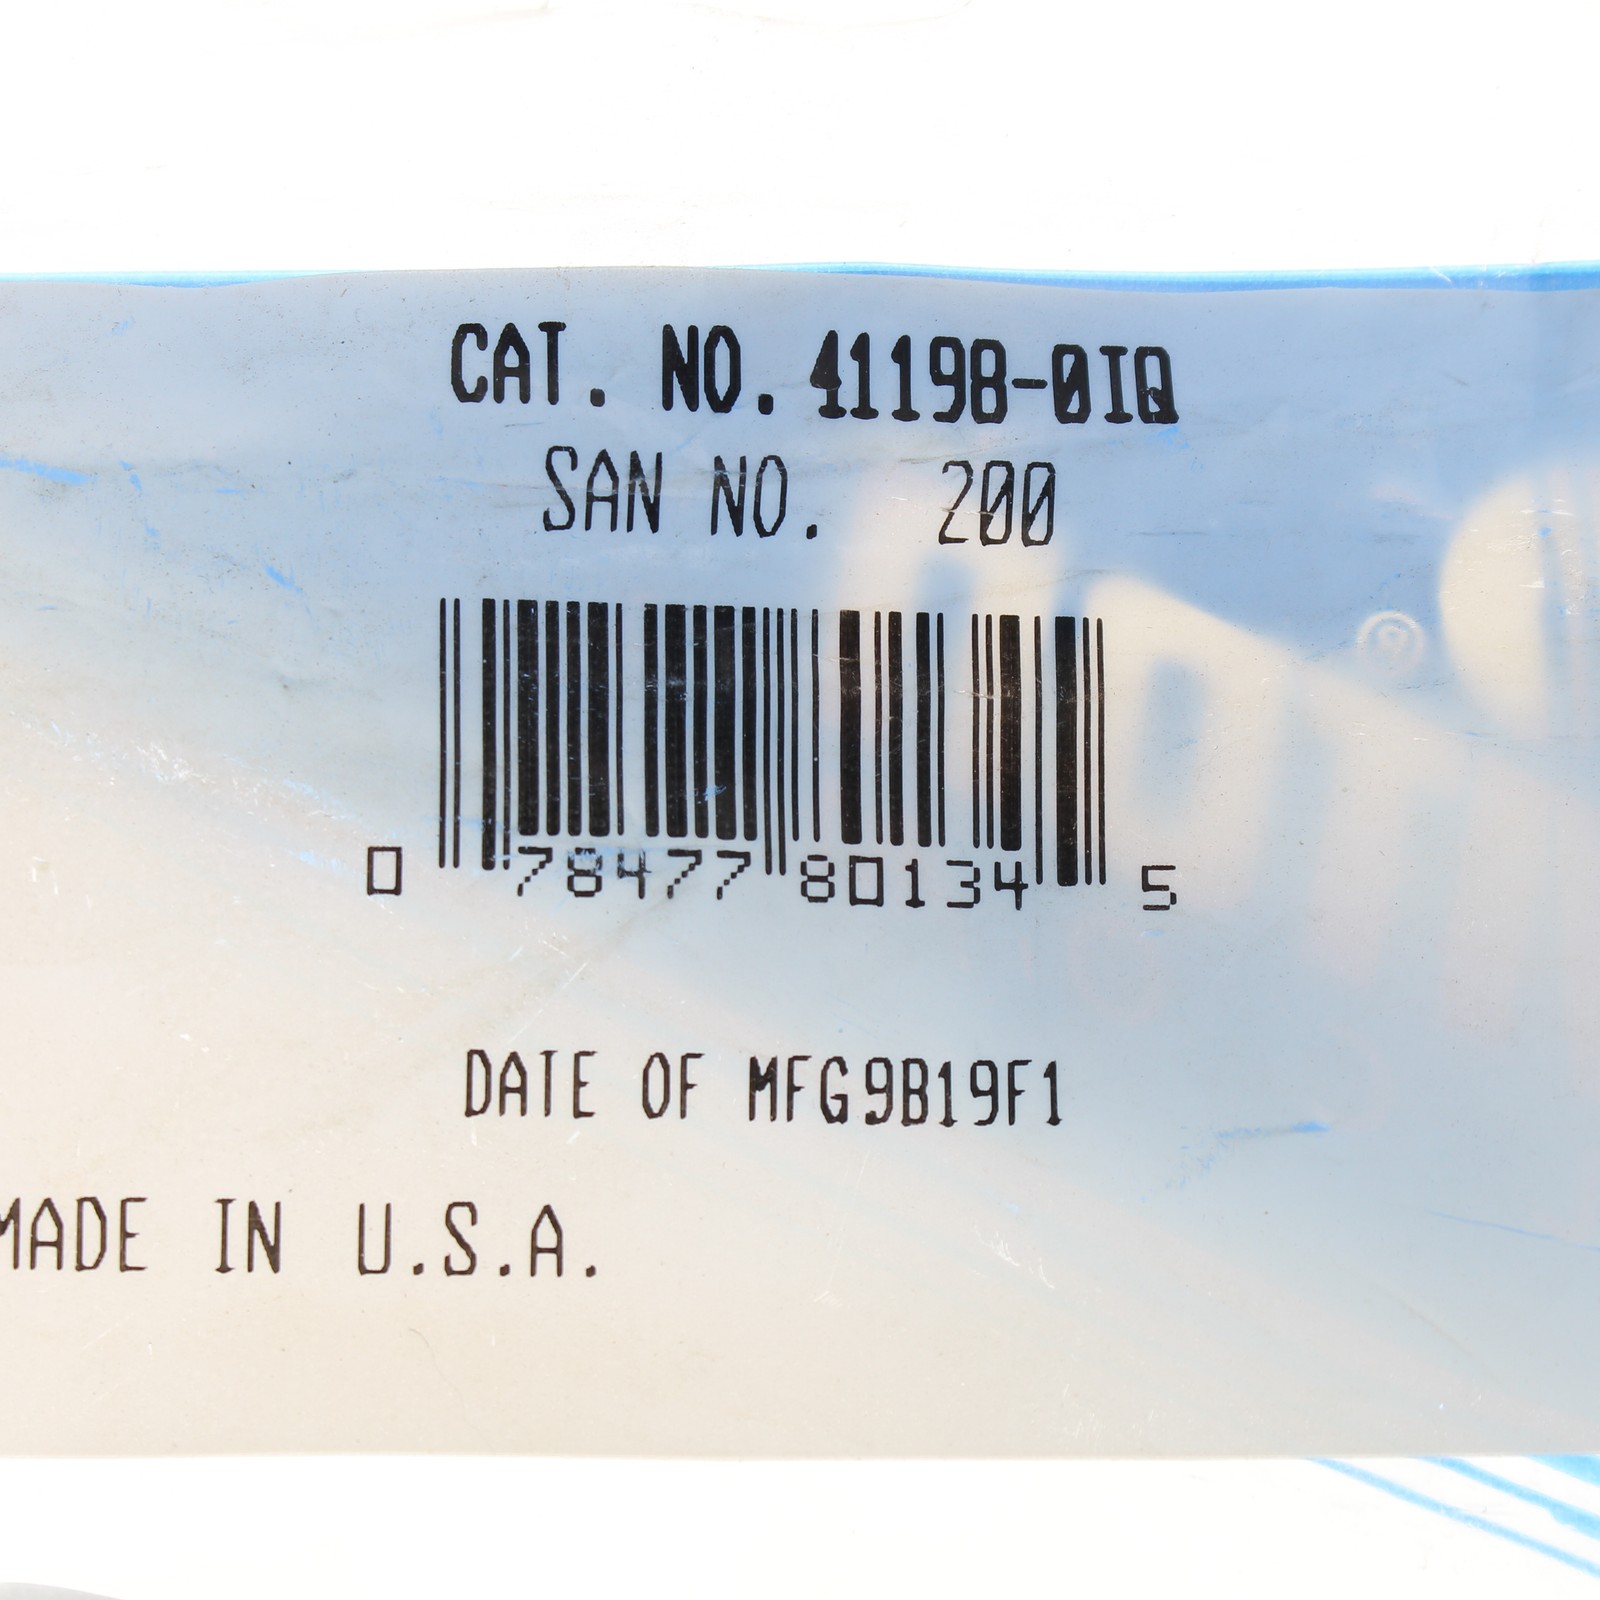 CAT. NO. 41198-0IQ
SAN NO. 200
0 78477 80134 5
DATE OF MFG9B19F1
MADE IN U.S.A.
®